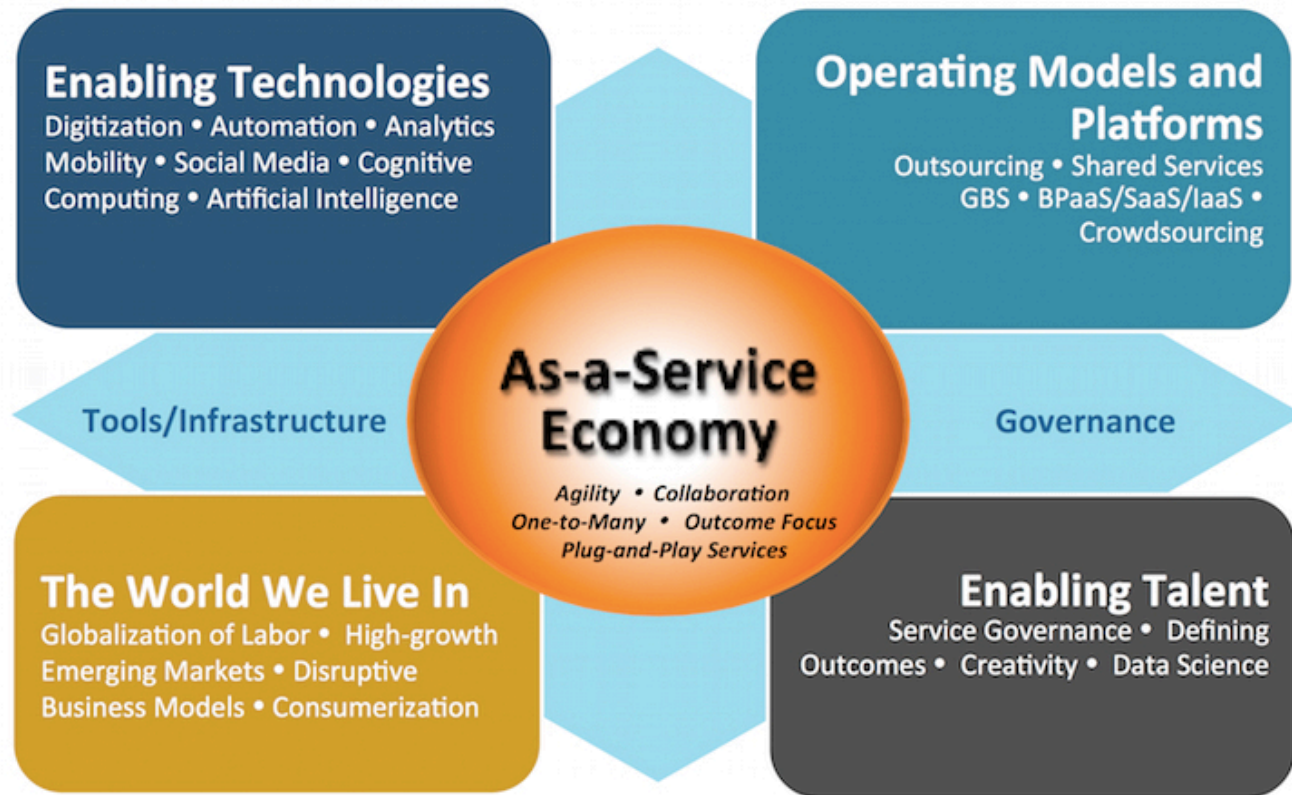 Enabling Technologies
Digitization • Automation • Analytics
Mobility • Social Media • Cognitive
Computing • Artificial Intelligence
Operating Models and
Platforms
Outsourcing • Shared Services
GBS • BPaaS/SaaS/IaaS •
Crowdsourcing
Tools/Infrastructure
As-a-Service
Economy
Agility • Collaboration
One-to-Many • Outcome Focus
Plug-and-Play Services
Governance
The World We Live In
Globalization of Labor • High-growth
Emerging Markets • Disruptive
Business Models • Consumerization
Enabling Talent
Service Governance • Defining
Outcomes • Creativity • Data Science